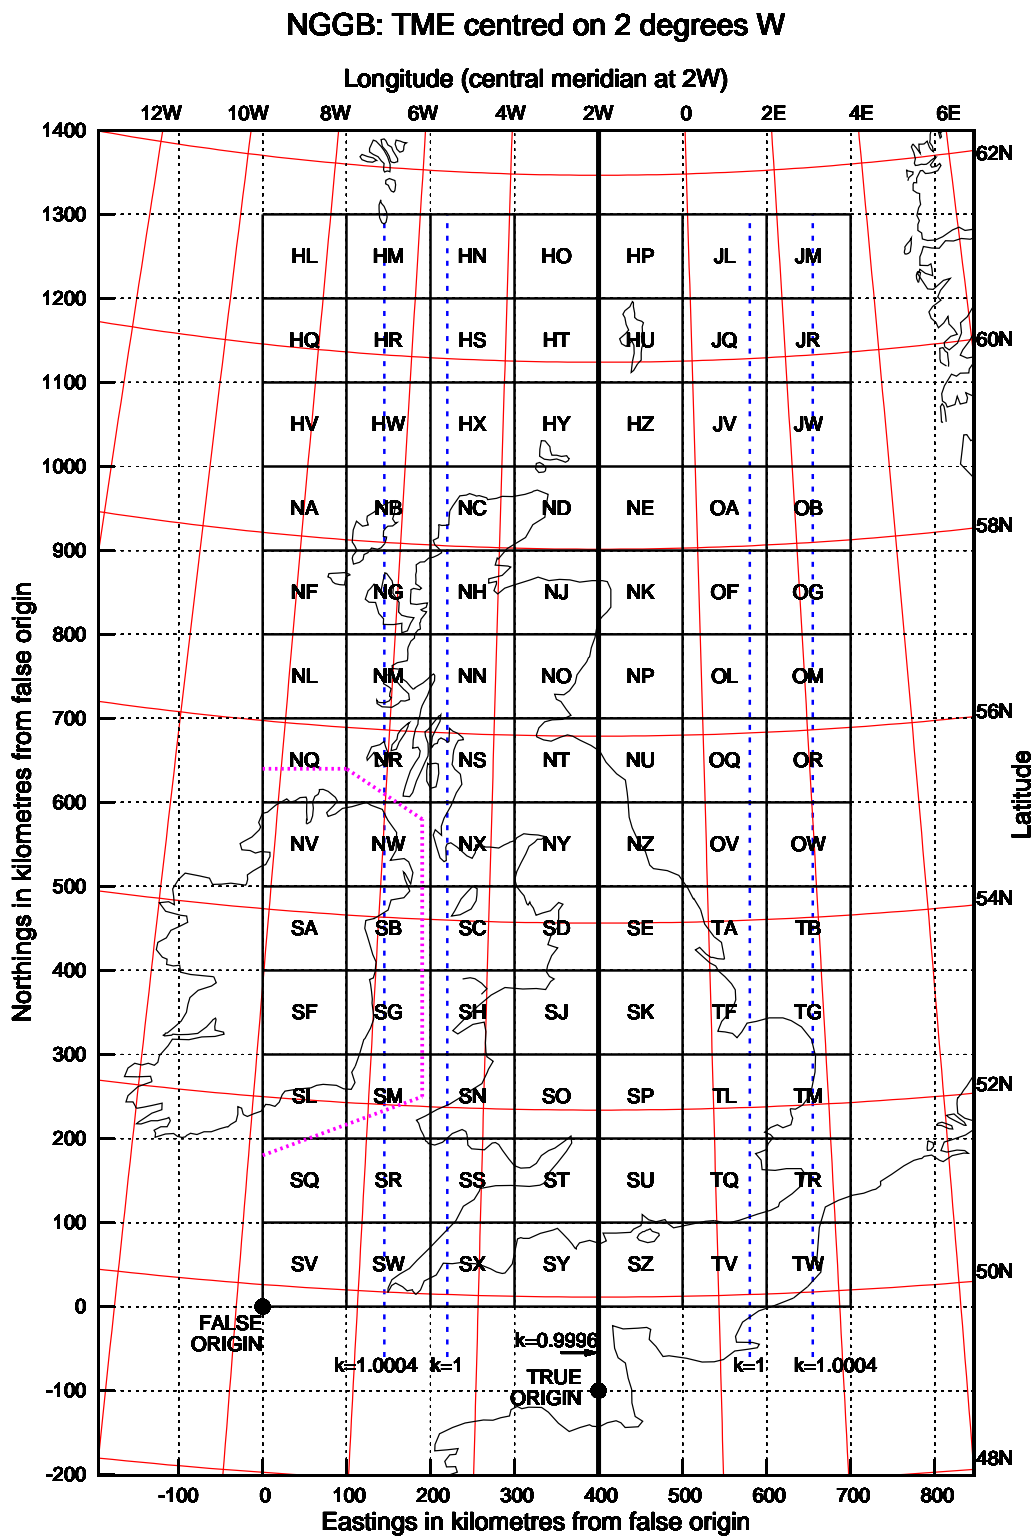 NGGB: TME centred on 2 degrees W
Longitude (central meridian at 2W)
12W 10W 8W 6W 4W 2W 0 2E 4E 6E
1400
62N
1300
HL HM HN HO HP JL JM
1200
HQ HR HS HT HU JQ JR
60N
1100
HV HW HX HY HZ JV JW
1000
NA NB NC ND NE OA OB
58N
900
NF NG NH NJ NK OF OG
800
NL NM NN NO NP OL OM
56N
700
NQ NR NS NT NU OQ OR
600
NV NW NX NY NZ OV OW
500
54N
SA SB SC SD SE TA TB
400
SF SG SH SJ SK TF TG
300
52N
SL SM SN SO SP TL TM
200
SQ SR SS ST SU TQ TR
100
SV SW SX SY SZ TV TW
50N
0
FALSE
ORIGIN
k=0.9996
k=1.0004 k=1 k=1 k=1.0004
TRUE
ORIGIN
-100
48N
-200
-100 0 100 200 300 400 500 600 700 800
Eastings in kilometres from false origin
Northings in kilometres from false origin
Latitude